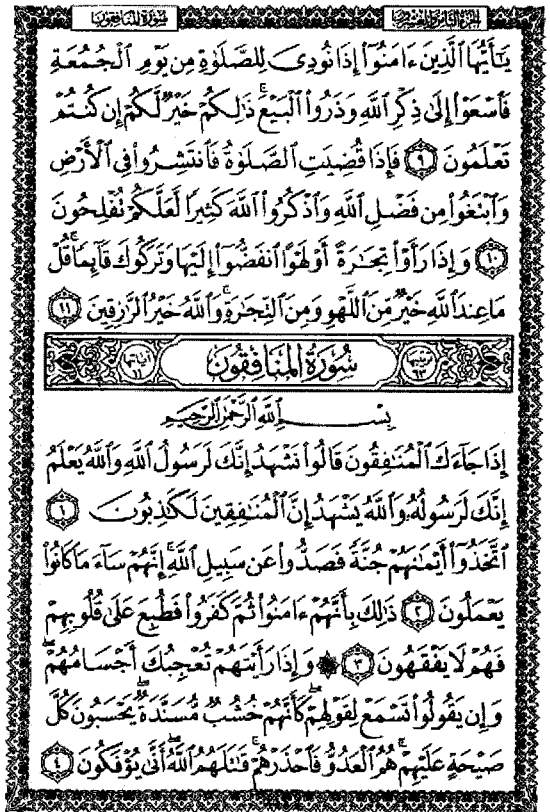 سورة المنافقون
الجزء الثامن والعشرون
يَٰٓأَيُّهَا ٱلَّذِينَ ءَامَنُوٓا۟ إِذَا نُودِىَ لِلصَّلَوٰةِ مِن يَوْمِ ٱلْجُمُعَةِ
فَٱسْعَوْا۟ إِلَىٰ ذِكْرِ ٱللَّهِ وَذَرُوا۟ ٱلْبَيْعَ ۚ ذَٰلِكُمْ خَيْرٌ لَّكُمْ إِن كُنتُمْ
تَعْلَمُونَ ٩ فَإِذَا قُضِيَتِ ٱلصَّلَوٰةُ فَٱنتَشِرُوا۟ فِى ٱلْأَرْضِ
وَٱبْتَغُوا۟ مِن فَضْلِ ٱللَّهِ وَٱذْكُرُوا۟ ٱللَّهَ كَثِيرًا لَّعَلَّكُمْ تُفْلِحُونَ
١٠ وَإِذَا رَأَوْا۟ تِجَٰرَةً أَوْ لَهْوًا ٱنفَضُّوٓا۟ إِلَيْهَا وَتَرَكُوكَ قَآئِمًا ۚ قُلْ
مَا عِندَ ٱللَّهِ خَيْرٌ مِّنَ ٱللَّهْوِ وَمِنَ ٱلتِّجَٰرَةِ ۚ وَٱللَّهُ خَيْرُ ٱلرَّٰزِقِينَ ١١
سُورَةُ المنَافِقُون
بِسْمِ ٱللَّهِ ٱلرَّحْمَٰنِ ٱلرَّحِيمِ
إِذَا جَآءَكَ ٱلْمُنَٰفِقُونَ قَالُوا۟ نَشْهَدُ إِنَّكَ لَرَسُولُ ٱللَّهِ وَٱللَّهُ يَعْلَمُ
إِنَّكَ لَرَسُولُهُۥ وَٱللَّهُ يَشْهَدُ إِنَّ ٱلْمُنَٰفِقِينَ لَكَٰذِبُونَ ١
ٱتَّخَذُوٓا۟ أَيْمَٰنَهُمْ جُنَّةً فَصَدُّوا۟ عَن سَبِيلِ ٱللَّهِ ۚ إِنَّهُمْ سَآءَ مَا كَانُوا۟
يَعْمَلُونَ ٢ ذَٰلِكَ بِأَنَّهُمْ ءَامَنُوا۟ ثُمَّ كَفَرُوا۟ فَطُبِعَ عَلَىٰ قُلُوبِهِمْ
فَهُمْ لَا يَفْقَهُونَ ٣ ۞ وَإِذَا رَأَيْتَهُمْ تُعْجِبُكَ أَجْسَامُهُمْ ۖ
وَإِن يَقُولُوا۟ تَسْمَعْ لِقَوْلِهِمْ ۖ كَأَنَّهُمْ خُشُبٌ مُّسَنَّدَةٌ ۖ يَحْسَبُونَ كُلَّ
صَيْحَةٍ عَلَيْهِمْ ۚ هُمُ ٱلْعَدُوُّ فَٱحْذَرْهُمْ ۚ قَٰتَلَهُمُ ٱللَّهُ ۖ أَنَّىٰ يُؤْفَكُونَ ٤